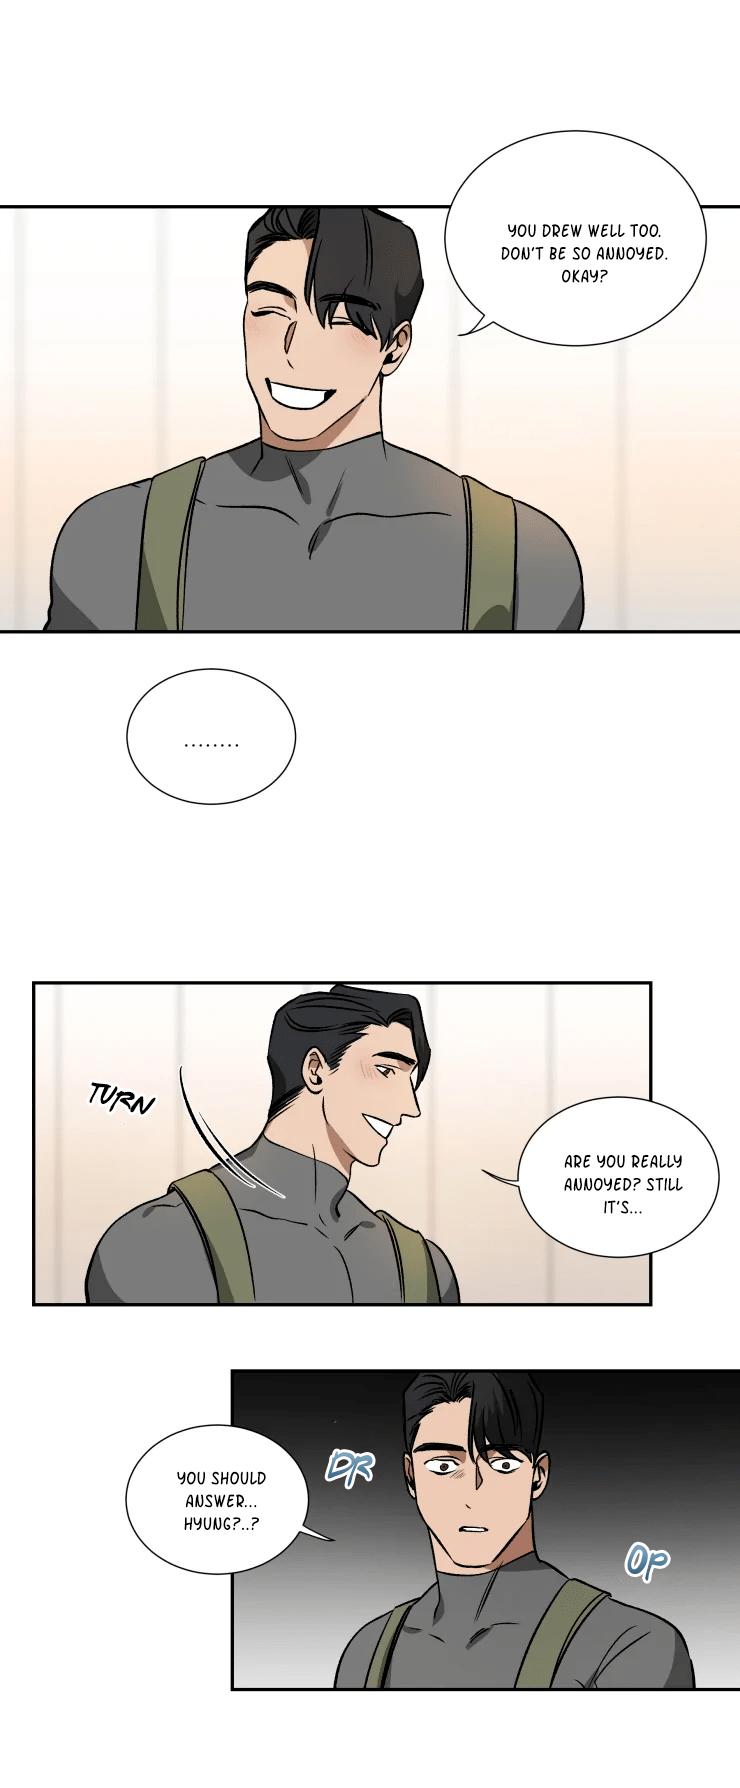 YOU DREW WELL TOO.
DON'T BE SO ANNOYED.
OKAY?
........
TURN
ARE YOU REALLY
ANNOYED? STILL
IT'S...
YOU SHOULD
ANSWER...
HYUNG?..?
DR
OP